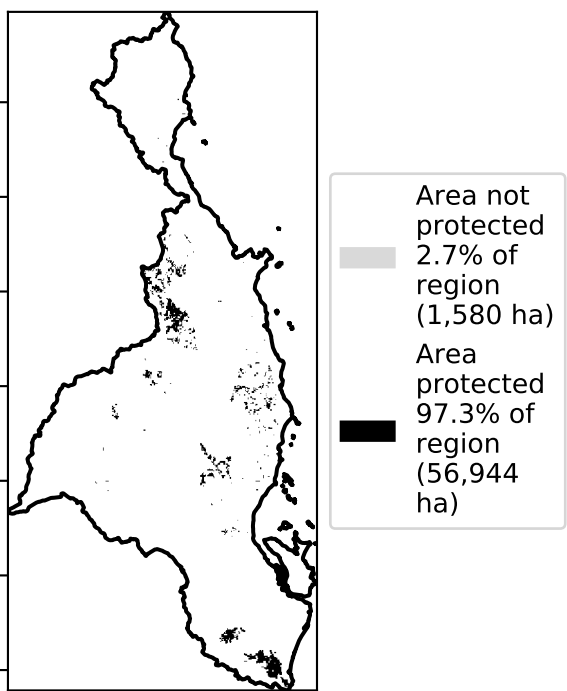 Area not
protected
2.7% of
region
(1,580 ha)
Area
protected
97.3% of
region
(56,944
ha)